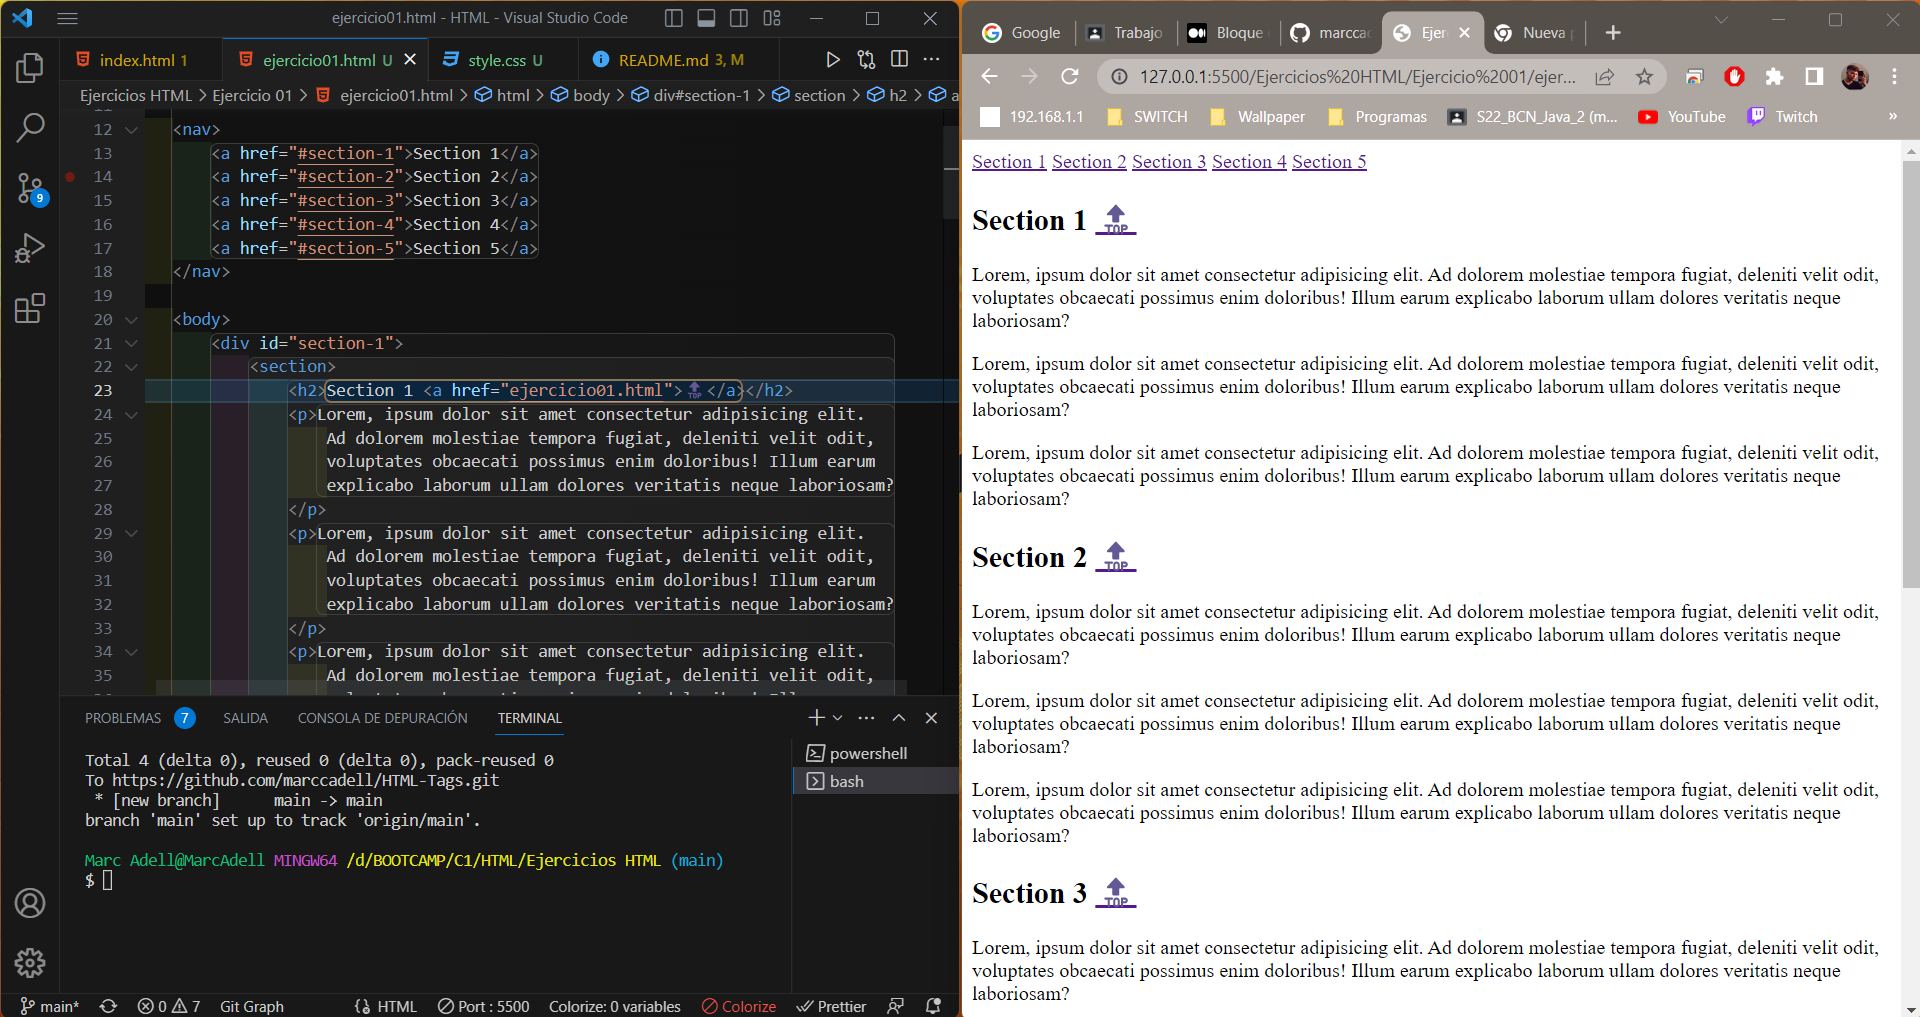 ejercicio01.html - HTML - Visual Studio Code
index.html 1
ejercicio01.html U
style.css U
README.md 3, M
Ejercicios HTML > Ejercicio 01 > ejercicio01.html > html > body > div#section-1 > section > h2 > a
12 <nav>
13 <a href="#section-1">Section 1</a>
14 <a href="#section-2">Section 2</a>
15 <a href="#section-3">Section 3</a>
16 <a href="#section-4">Section 4</a>
17 <a href="#section-5">Section 5</a>
18 </nav>
19
20 <body>
21 <div id="section-1">
22 <section>
23 <h2>Section 1 <a href="ejercicio01.html">🔝</a></h2>
24 <p>Lorem, ipsum dolor sit amet consectetur adipisicing elit.
25 Ad dolorem molestiae tempora fugiat, deleniti velit odit,
26 voluptates obcaecati possimus enim doloribus! Illum earum
27 explicabo laborum ullam dolores veritatis neque laboriosam?
28 </p>
29 <p>Lorem, ipsum dolor sit amet consectetur adipisicing elit.
30 Ad dolorem molestiae tempora fugiat, deleniti velit odit,
31 voluptates obcaecati possimus enim doloribus! Illum earum
32 explicabo laborum ullam dolores veritatis neque laboriosam?
33 </p>
34 <p>Lorem, ipsum dolor sit amet consectetur adipisicing elit.
35 Ad dolorem molestiae tempora fugiat, deleniti velit odit,
9
PROBLEMAS 7 SALIDA CONSOLA DE DEPURACIÓN TERMINAL
Total 4 (delta 0), reused 0 (delta 0), pack-reused 0
To https://github.com/marccadell/HTML-Tags.git
* [new branch] main -> main
branch 'main' set up to track 'origin/main'.
Marc Adell@MarcAdell MINGW64 /d/BOOTCAMP/C1/HTML/Ejercicios HTML (main)
$
powershell
bash
main* 0 7 Git Graph HTML Port : 5500 Colorize: 0 variables Colorize Prettier
Google Trabajo Bloque marccad Ejer Nueva
127.0.0.1:5500/Ejercicios%20HTML/Ejercicio%2001/ejer...
192.168.1.1 SWITCH Wallpaper Programas S22_BCN_Java_2 (m... YouTube Twitch »
Section 1 Section 2 Section 3 Section 4 Section 5
Section 1 TOP
Lorem, ipsum dolor sit amet consectetur adipisicing elit. Ad dolorem molestiae tempora fugiat, deleniti velit odit,
voluptates obcaecati possimus enim doloribus! Illum earum explicabo laborum ullam dolores veritatis neque
laboriosam?
Lorem, ipsum dolor sit amet consectetur adipisicing elit. Ad dolorem molestiae tempora fugiat, deleniti velit odit,
voluptates obcaecati possimus enim doloribus! Illum earum explicabo laborum ullam dolores veritatis neque
laboriosam?
Lorem, ipsum dolor sit amet consectetur adipisicing elit. Ad dolorem molestiae tempora fugiat, deleniti velit odit,
voluptates obcaecati possimus enim doloribus! Illum earum explicabo laborum ullam dolores veritatis neque
laboriosam?
Section 2 TOP
Lorem, ipsum dolor sit amet consectetur adipisicing elit. Ad dolorem molestiae tempora fugiat, deleniti velit odit,
voluptates obcaecati possimus enim doloribus! Illum earum explicabo laborum ullam dolores veritatis neque
laboriosam?
Lorem, ipsum dolor sit amet consectetur adipisicing elit. Ad dolorem molestiae tempora fugiat, deleniti velit odit,
voluptates obcaecati possimus enim doloribus! Illum earum explicabo laborum ullam dolores veritatis neque
laboriosam?
Lorem, ipsum dolor sit amet consectetur adipisicing elit. Ad dolorem molestiae tempora fugiat, deleniti velit odit,
voluptates obcaecati possimus enim doloribus! Illum earum explicabo laborum ullam dolores veritatis neque
laboriosam?
Section 3 TOP
Lorem, ipsum dolor sit amet consectetur adipisicing elit. Ad dolorem molestiae tempora fugiat, deleniti velit odit,
voluptates obcaecati possimus enim doloribus! Illum earum explicabo laborum ullam dolores veritatis neque
laboriosam?